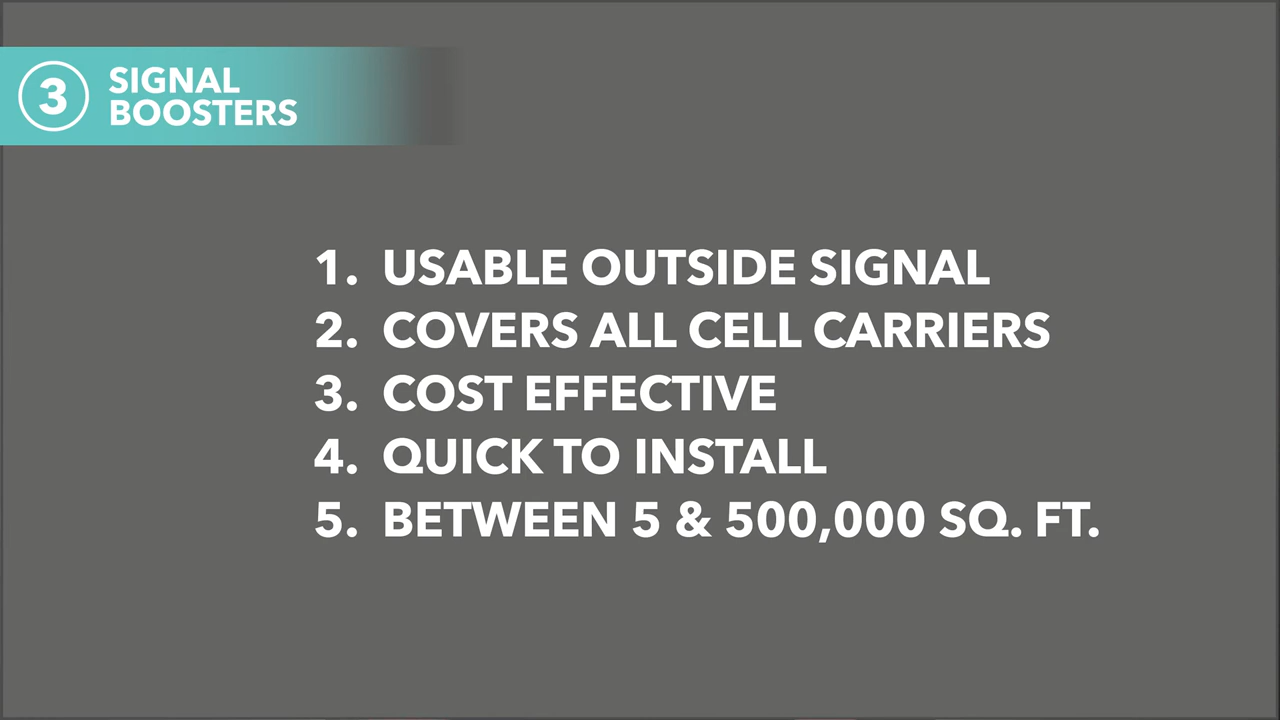 3
SIGNAL
BOOSTERS
1. USABLE OUTSIDE SIGNAL
2. COVERS ALL CELL CARRIERS
3. COST EFFECTIVE
4. QUICK TO INSTALL
5. BETWEEN 5 & 500,000 SQ. FT.